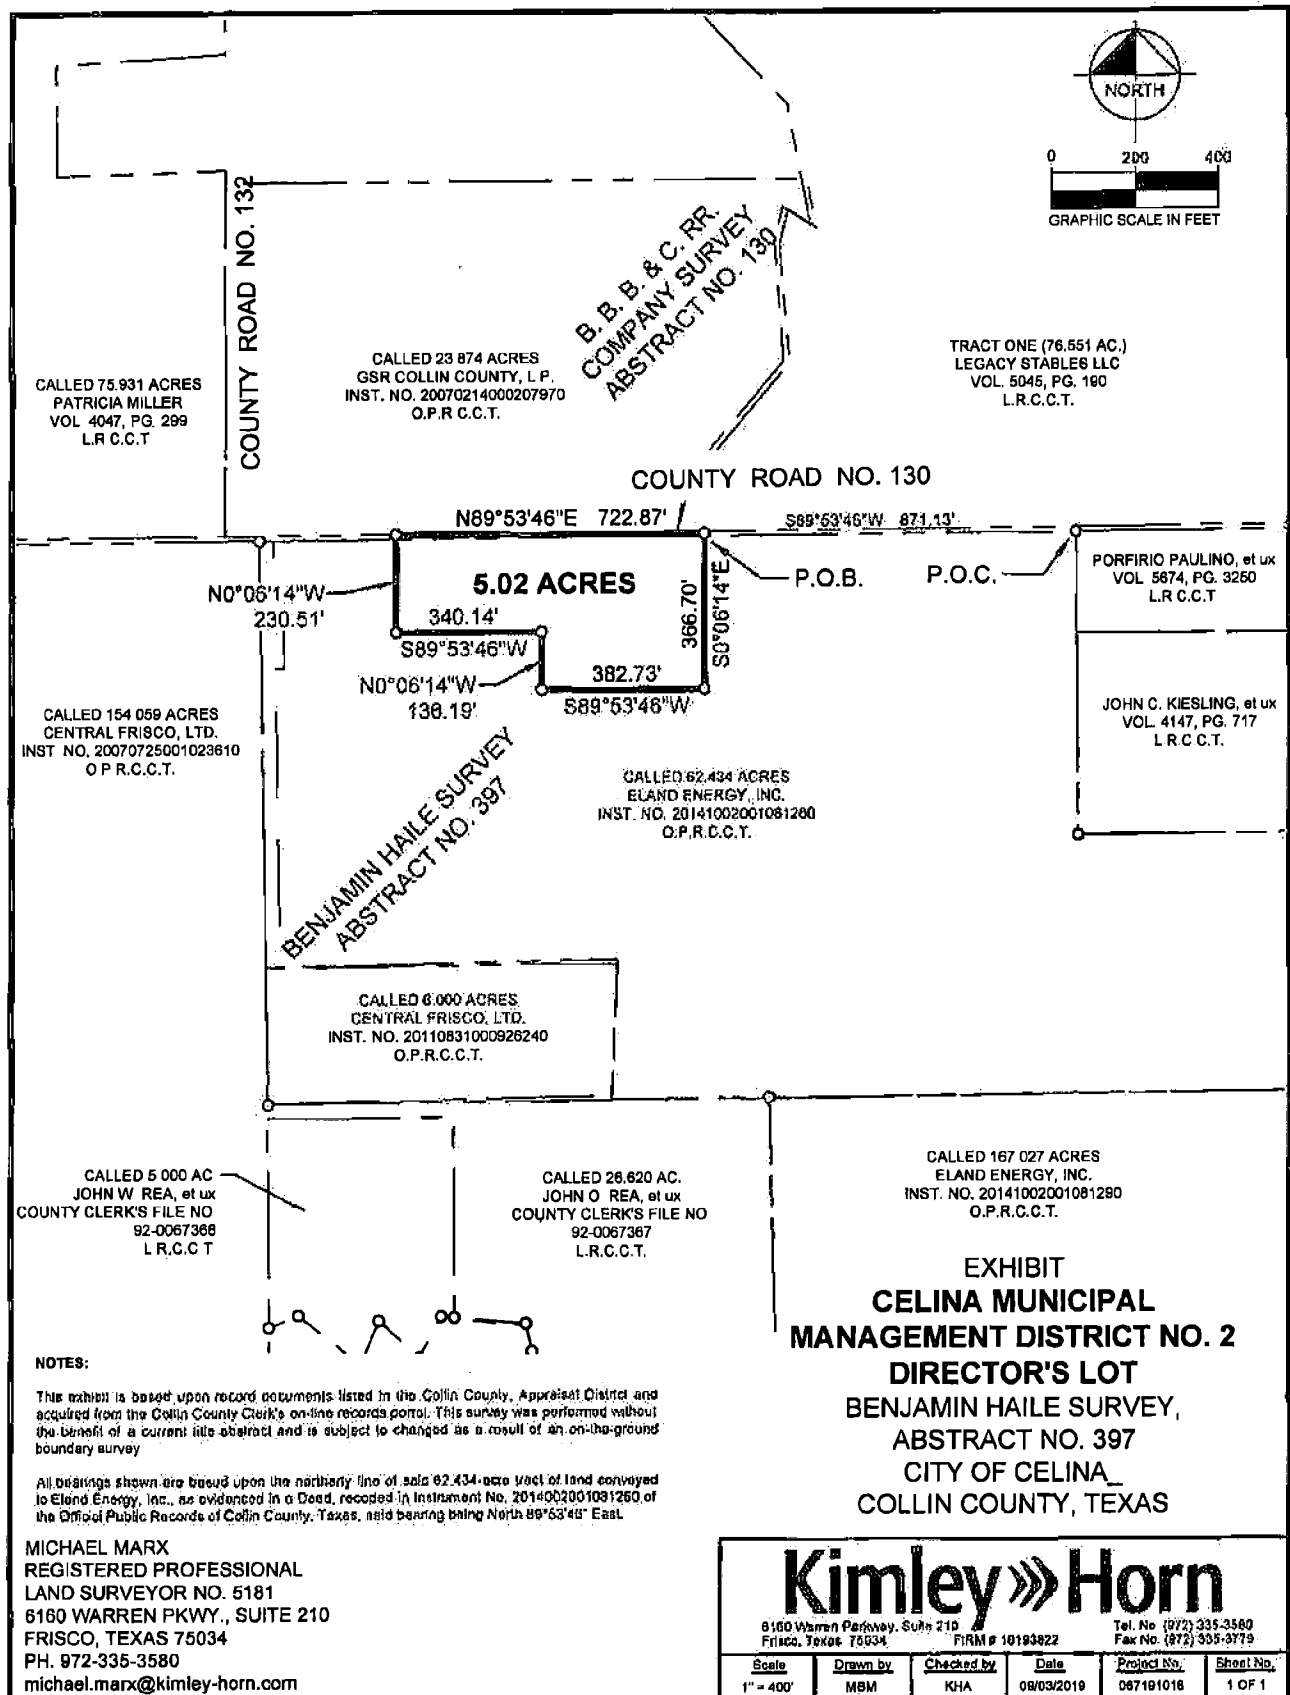 NORTH
0 200 400
GRAPHIC SCALE IN FEET
COUNTY ROAD NO. 132
B. B. B. & C. RR.
COMPANY SURVEY
ABSTRACT NO. 130
CALLED 75.931 ACRES
PATRICIA MILLER
VOL 4047, PG. 299
L.R C.C.T
CALLED 23 874 ACRES
GSR COLLIN COUNTY, L P.
INST. NO. 20070214000207970
O.P.R C.C.T.
TRACT ONE (76.551 AC.)
LEGACY STABLES LLC
VOL. 5045, PG. 190
L.R.C.C.T.
COUNTY ROAD NO. 130
N89°53'46"E 722.87'
S89°53'46"W 871.13'
P.O.B.
P.O.C.
PORFIRIO PAULINO, et ux
VOL 5674, PG. 3250
L.R C.C.T
N0°06'14"W
230.51'
5.02 ACRES
340.14'
S89°53'46"W
366.70'
S0°06'14"E
N0°06'14"W
136.19'
382.73'
S89°53'46"W
JOHN C. KIESLING, et ux
VOL. 4147, PG. 717
L R C C.T.
CALLED 154 059 ACRES
CENTRAL FRISCO, LTD.
INST NO. 20070725001023610
O P R.C.C.T.
BENJAMIN HAILE SURVEY
ABSTRACT NO. 397
CALLED 62.434 ACRES
ELAND ENERGY, INC.
INST. NO. 20141002001081260
O.P.R.C.C.T.
CALLED 6.000 ACRES
CENTRAL FRISCO, LTD.
INST. NO. 20110831000926240
O.P.R.C.C.T.
CALLED 5 000 AC
JOHN W REA, et ux
COUNTY CLERK'S FILE NO
92-0067368
L R.C.C T
CALLED 26.620 AC.
JOHN O REA, et ux
COUNTY CLERK'S FILE NO
92-0067367
L.R.C.C.T.
CALLED 167 027 ACRES
ELAND ENERGY, INC.
INST. NO. 20141002001081290
O.P.R.C.C.T.
EXHIBIT
CELINA MUNICIPAL
MANAGEMENT DISTRICT NO. 2
DIRECTOR'S LOT
BENJAMIN HAILE SURVEY,
ABSTRACT NO. 397
CITY OF CELINA_
COLLIN COUNTY, TEXAS
NOTES:
This exhibit is based upon record documents listed in the Collin County, Appraisal District and
acquired from the Collin County Clerk's on-line records portal. This survey was performed without
the benefit of a current title abstract and is subject to changed as a result of an on-the-ground
boundary survey
All bearings shown are based upon the northerly line of said 62.434-acre tract of land conveyed
to Eland Energy, Inc., as evidenced in a Deed, recoded in Instrument No. 2014002001081260 of
the Official Public Records of Collin County, Texas, said bearing being North 89°53'46" East.
MICHAEL MARX
REGISTERED PROFESSIONAL
LAND SURVEYOR NO. 5181
6160 WARREN PKWY., SUITE 210
FRISCO, TEXAS 75034
PH. 972-335-3580
michael.marx@kimley-horn.com
Kimley»Horn
6160 Warren Parkway, Suite 210
Frisco, Texas 75034 FIRM # 10193822
Tel. No (972) 335-3580
Fax No. (972) 335-3779
Scale Drawn by Checked by Date Project No. Sheet No.
1" = 400' MBM KHA 09/03/2019 067191016 1 OF 1